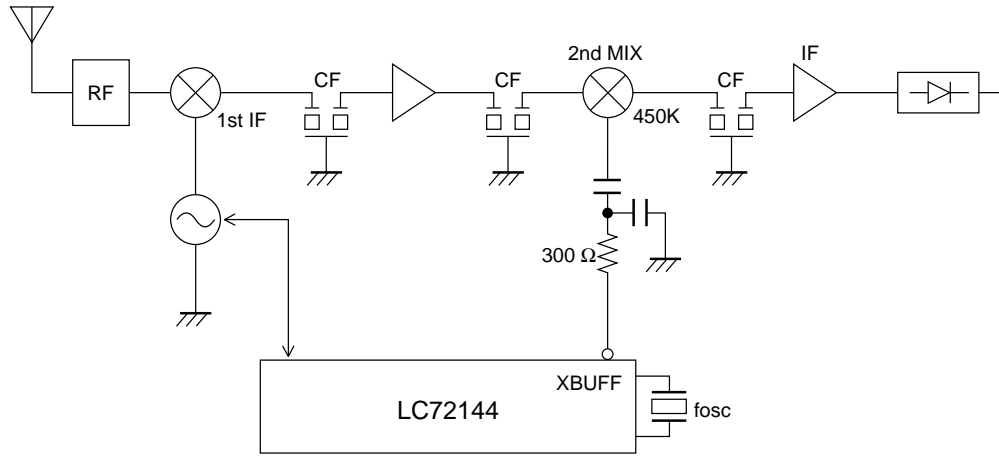 2nd MIX
IF
CF
CF
CF
RF
1st IF
450K
300 Ω
XBUFF
LC72144
fosc